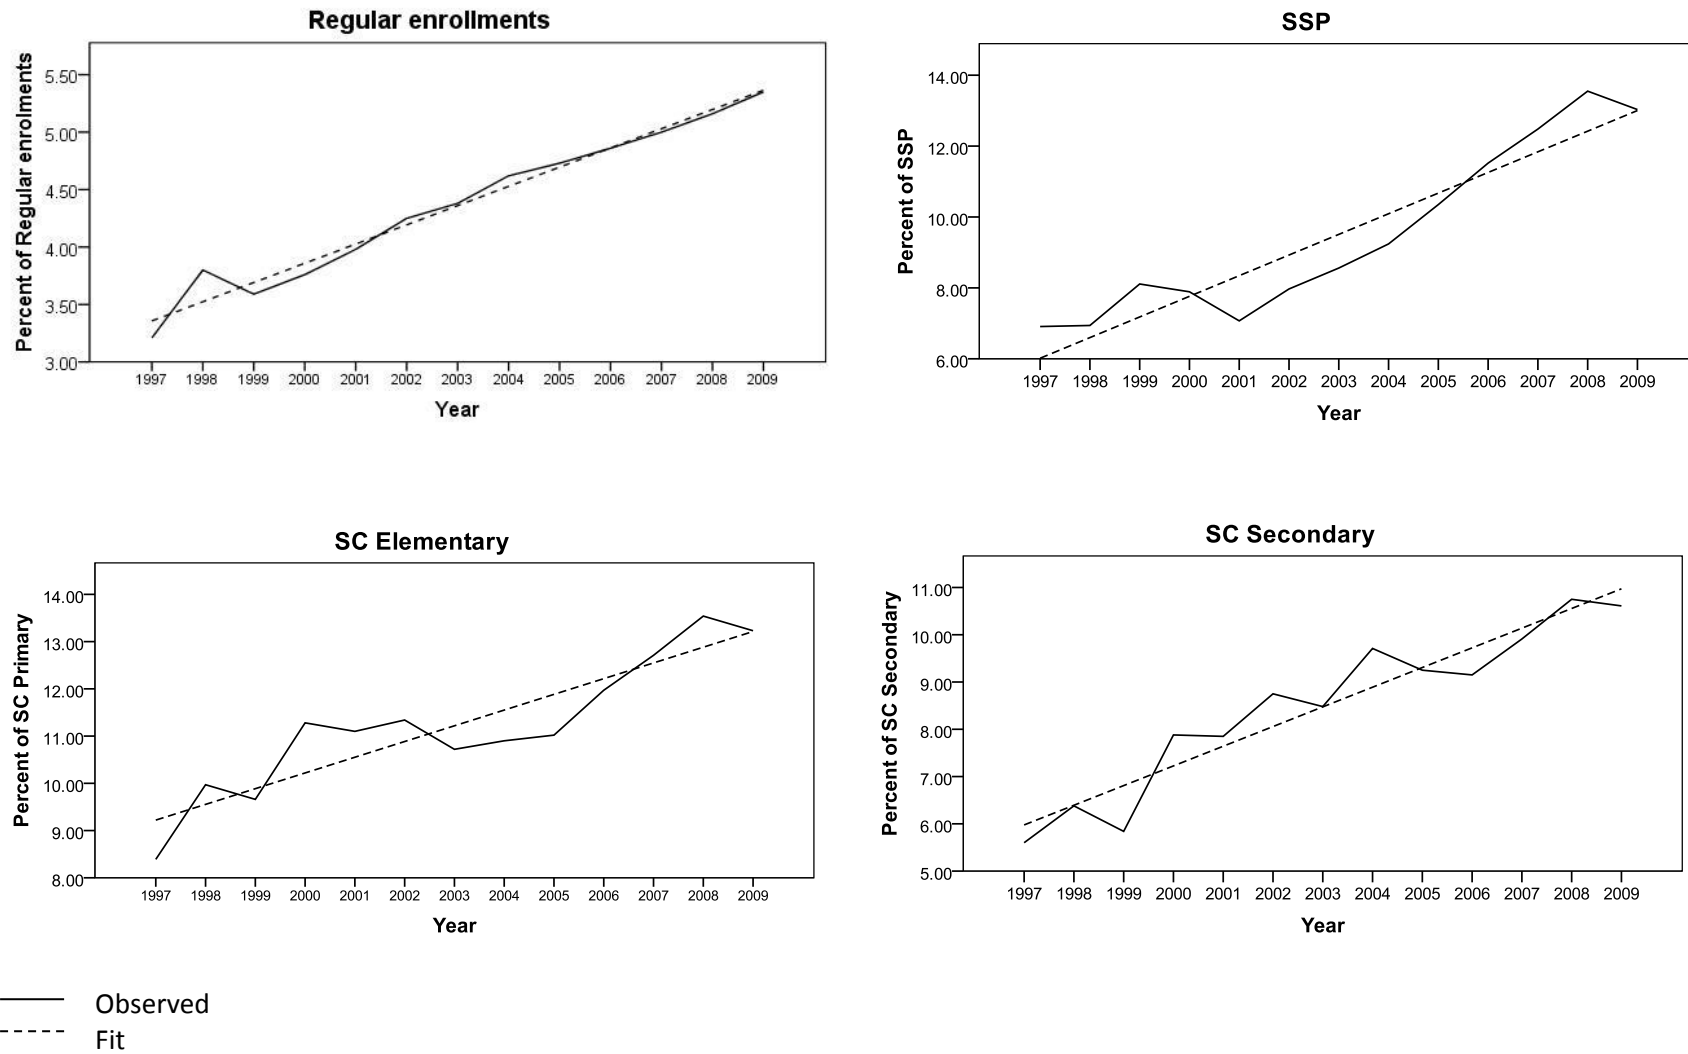 Regular enrollments
Percent of Regular enrolments
5.50
5.00
4.50
4.00
3.50
3.00
1997 1998 1999 2000 2001 2002 2003 2004 2005 2006 2007 2008 2009
Year
SSP
Percent of SSP
14.00
12.00
10.00
8.00
6.00
1997 1998 1999 2000 2001 2002 2003 2004 2005 2006 2007 2008 2009
Year
SC Elementary
Percent of SC Primary
14.00
13.00
12.00
11.00
10.00
9.00
8.00
1997 1998 1999 2000 2001 2002 2003 2004 2005 2006 2007 2008 2009
Year
SC Secondary
Percent of SC Secondary
11.00
10.00
9.00
8.00
7.00
6.00
5.00
1997 1998 1999 2000 2001 2002 2003 2004 2005 2006 2007 2008 2009
Year
Observed
Fit